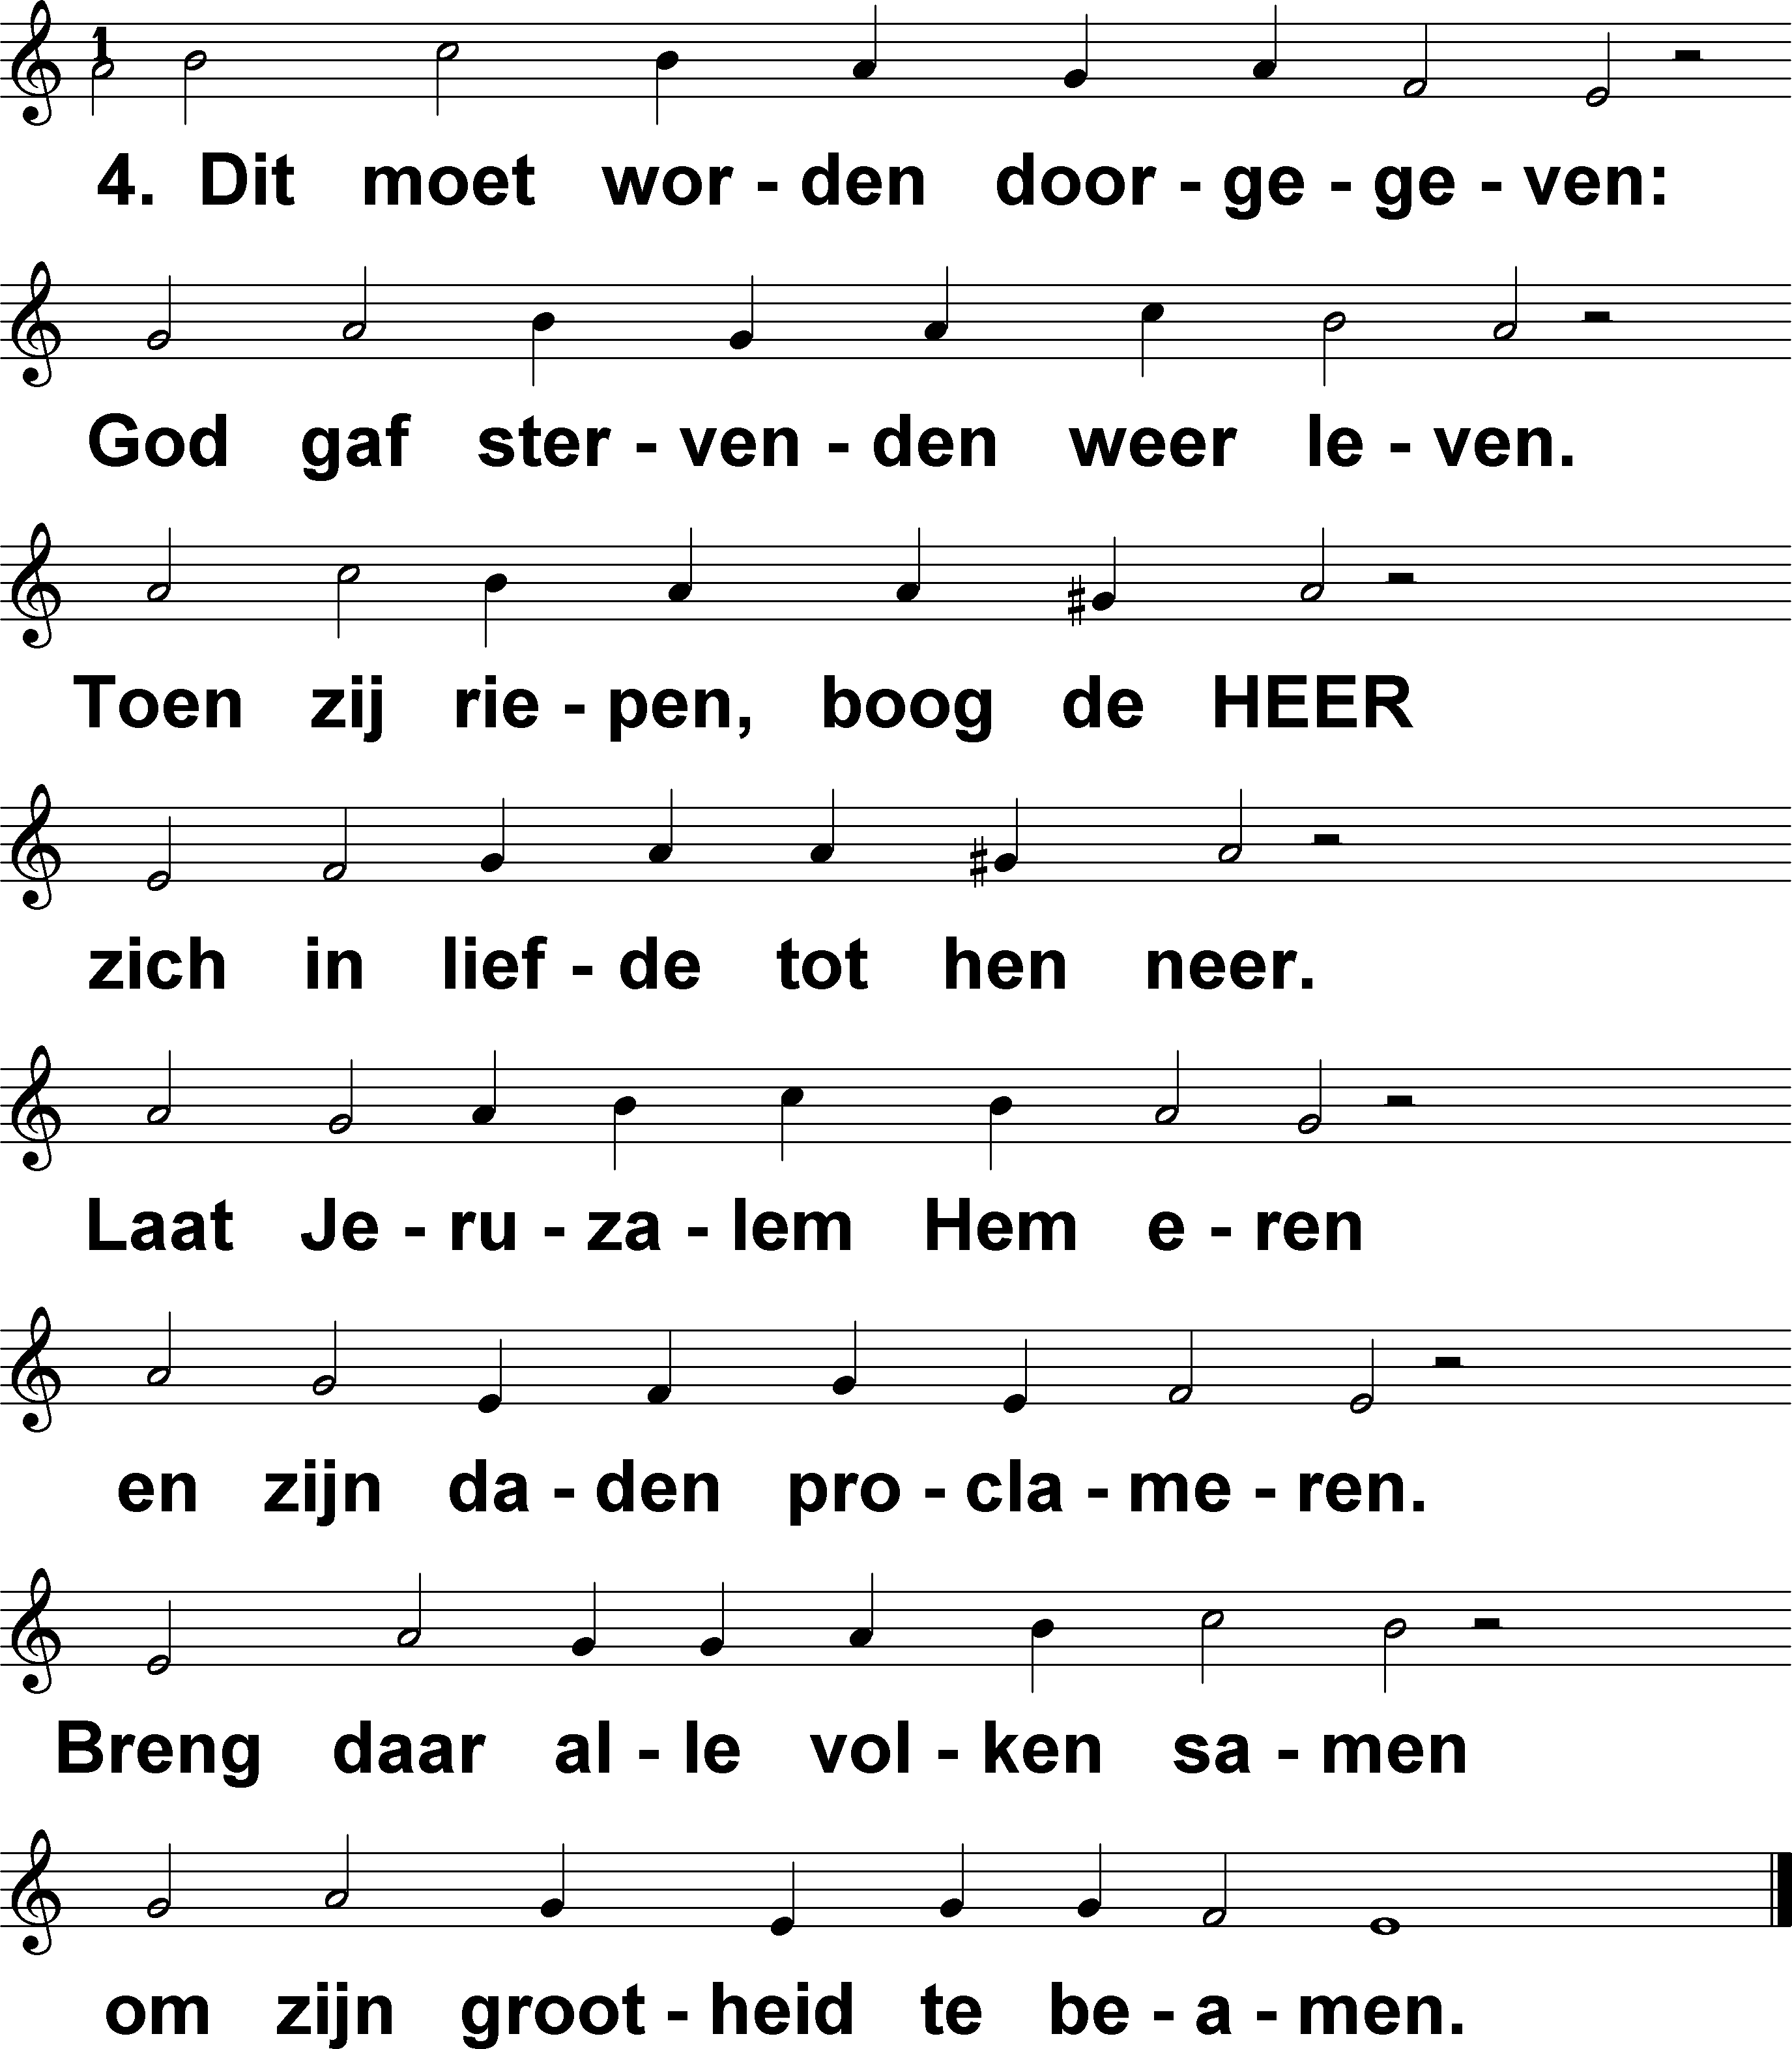 1
4. Dit moet wor - den door - ge - ge - ven:
God gaf ster - ven - den weer le - ven.
Toen zij rie - pen, boog de HEER
zich in lief - de tot hen neer.
Laat Je - ru - za - lem Hem e - ren
en zijn da - den pro - cla - me - ren.
Breng daar al - le vol - ken sa - men
om zijn groot - heid te be - a - men.